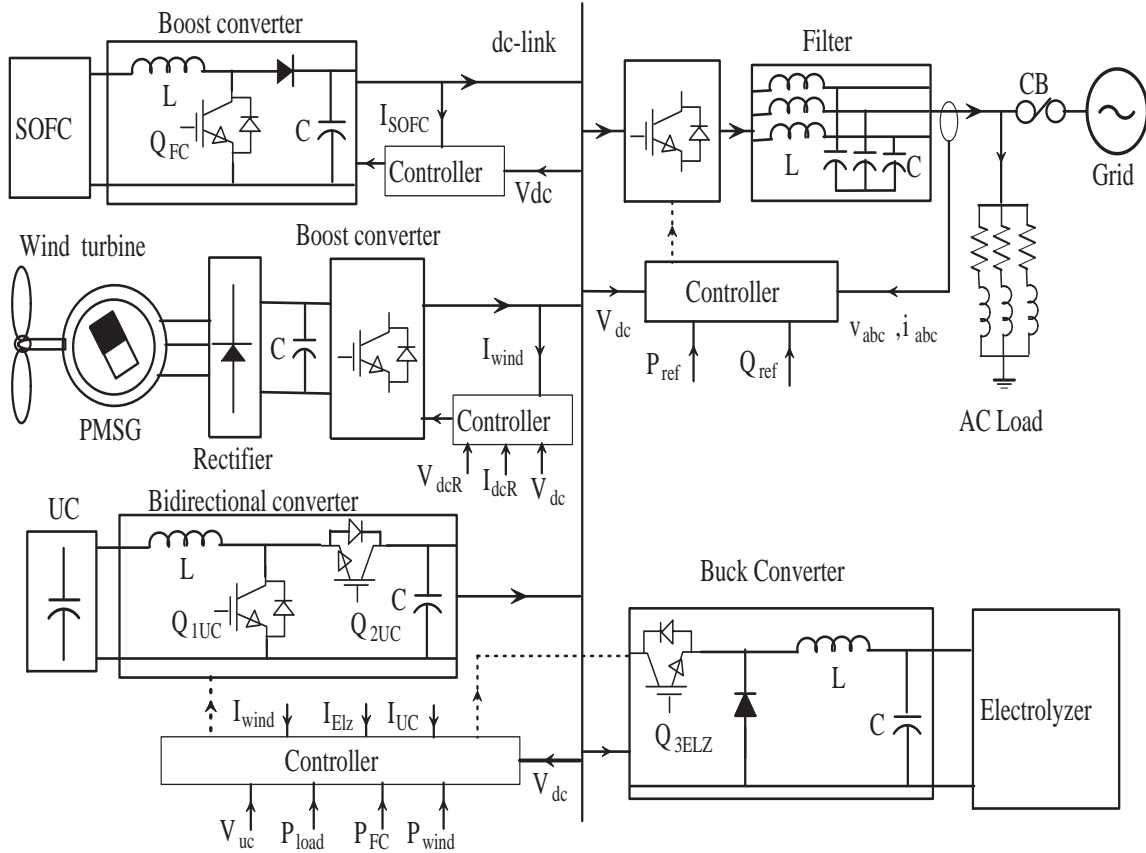 Boost converter
dc-link
Filter
SOFC
L
Q FC
C
I SOFC
Controller
Vdc
L
C
CB
Grid
Wind turbine
PMSG
Rectifier
C
Boost converter
I wind
Controller
V dcR
I dcR
V dc
V dc
Controller
v abc , i abc
P ref
Q ref
AC Load
UC
Bidirectional converter
L
Q 1UC
Q 2UC
C
I wind
I Elz
I UC
Controller
V dc
V uc
P load
P FC
P wind
Buck Converter
Q 3ELZ
L
C
Electrolyzer